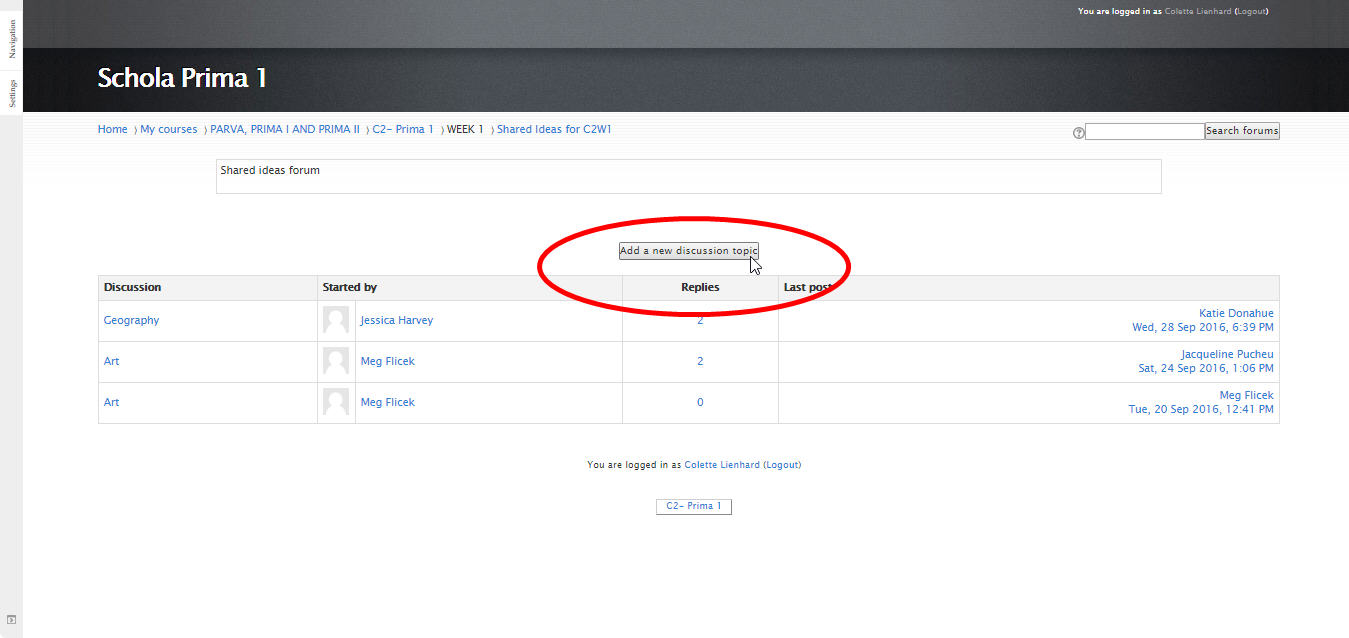 You are logged in as Colette Lienhard (Logout)
Navigation
Settings
Schola Prima 1
Home 〉 My courses 〉 PARVA, PRIMA I AND PRIMA II 〉 C2- Prima 1 〉 WEEK 1 〉 Shared Ideas for C2W1
Search forums
Shared ideas forum
Add a new discussion topic
Discussion Started by Replies Last post
Geography Jessica Harvey 2 Katie Donahue
Wed, 28 Sep 2016, 6:39 PM
Art Meg Flicek 2 Jacqueline Pucheu
Sat, 24 Sep 2016, 1:06 PM
Art Meg Flicek 0 Meg Flicek
Tue, 20 Sep 2016, 12:41 PM
You are logged in as Colette Lienhard (Logout)
C2- Prima 1